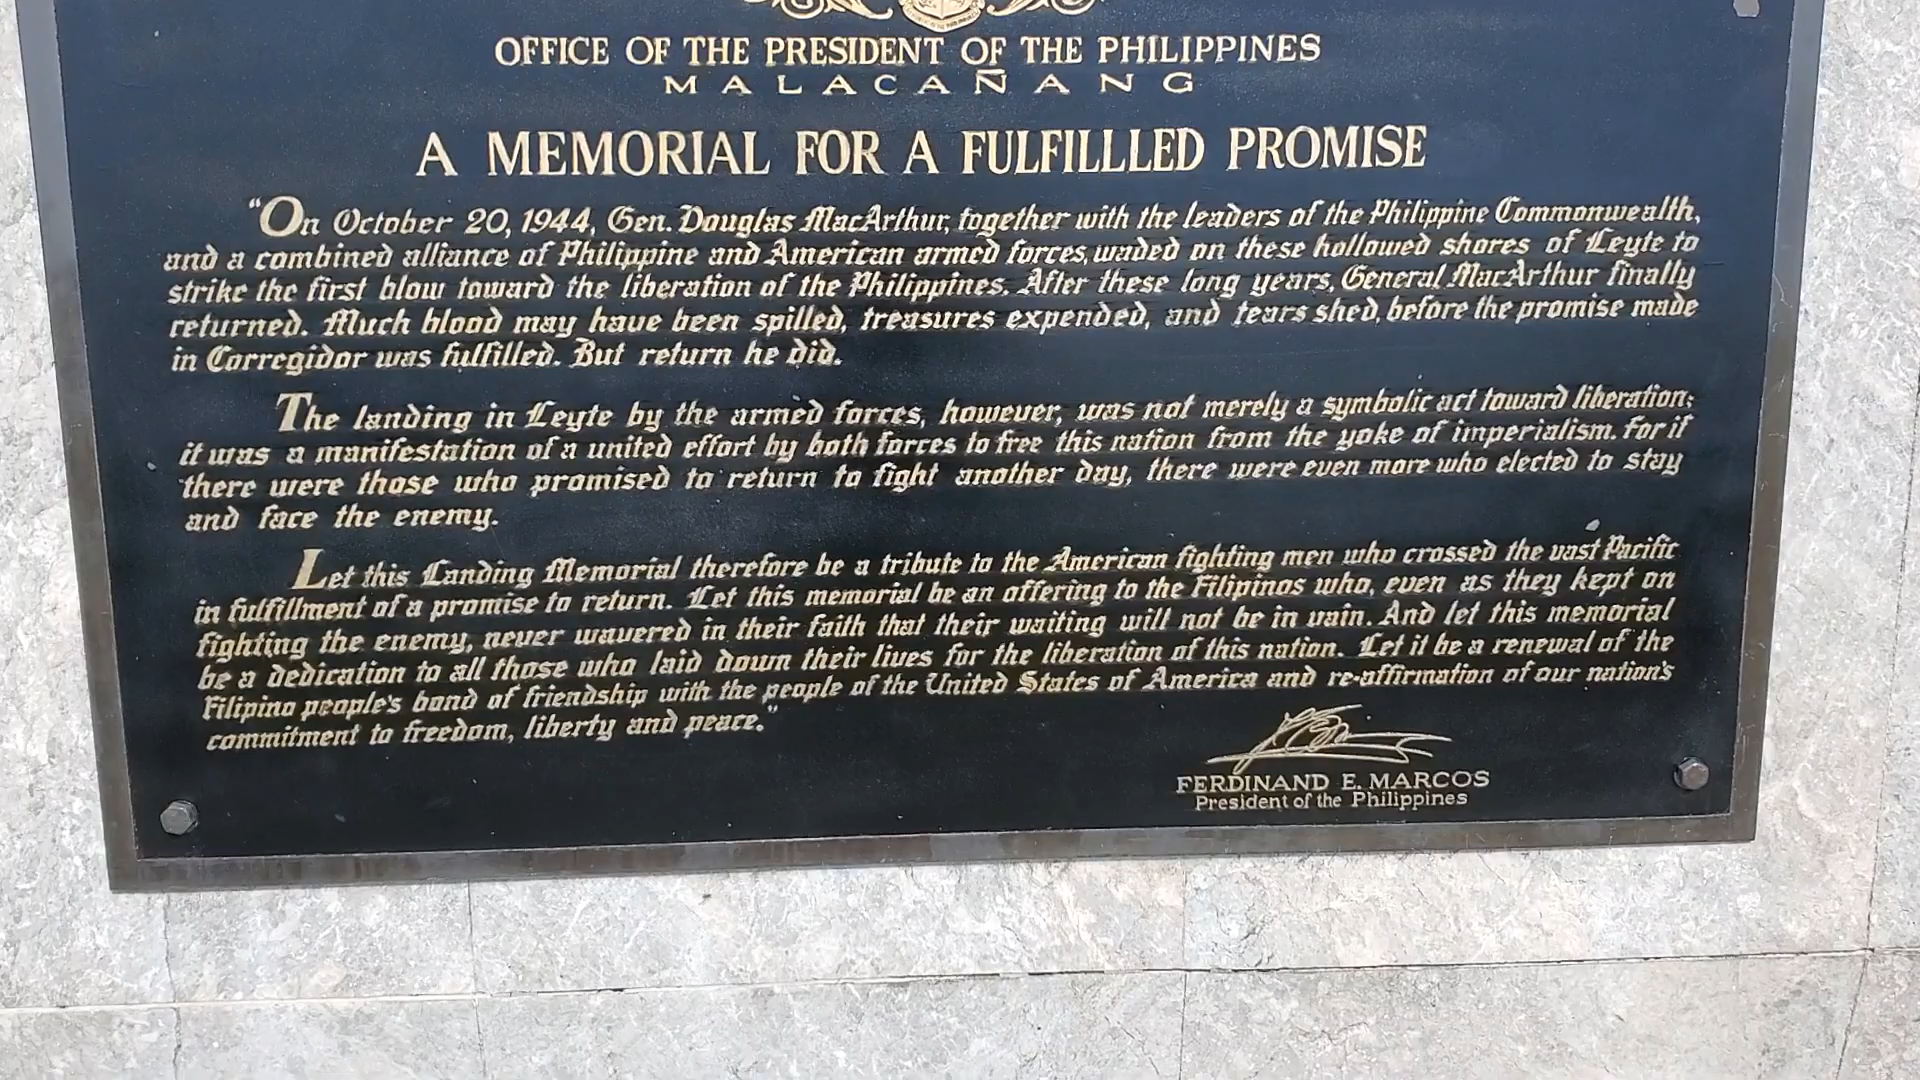 OFFICE OF THE PRESIDENT OF THE PHILIPPINES
MALACAÑANG
A MEMORIAL FOR A FULFILLLED PROMISE
“On October 20, 1944, Gen. Douglas MacArthur, together with the leaders of the Philippine Commonwealth,
and a combined alliance of Philippine and American armed forces, waded on these hollowed shores of Leyte to
strike the first blow toward the liberation of the Philippines. After these long years, General MacArthur finally
returned. Much blood may have been spilled, treasures expended, and tears shed, before the promise made
in Corregidor was fulfilled. But return he did.
The landing in Leyte by the armed forces, however, was not merely a symbolic act toward liberation;
it was a manifestation of a united effort by both forces to free this nation from the yoke of imperialism. For if
there were those who promised to return to fight another day, there were even more who elected to stay
and face the enemy.
Let this Landing Memorial therefore be a tribute to the American fighting men who crossed the vast Pacific
in fulfillment of a promise to return. Let this memorial be an offering to the Filipinos who, even as they kept on
fighting the enemy, never wavered in their faith that their waiting will not be in vain. And let this memorial
be a dedication to all those who laid down their lives for the liberation of this nation. Let it be a renewal of the
Filipino people's bond of friendship with the people of the United States of America and re-affirmation of our nation's
commitment to freedom, liberty and peace.”
FERDINAND E. MARCOS
President of the Philippines